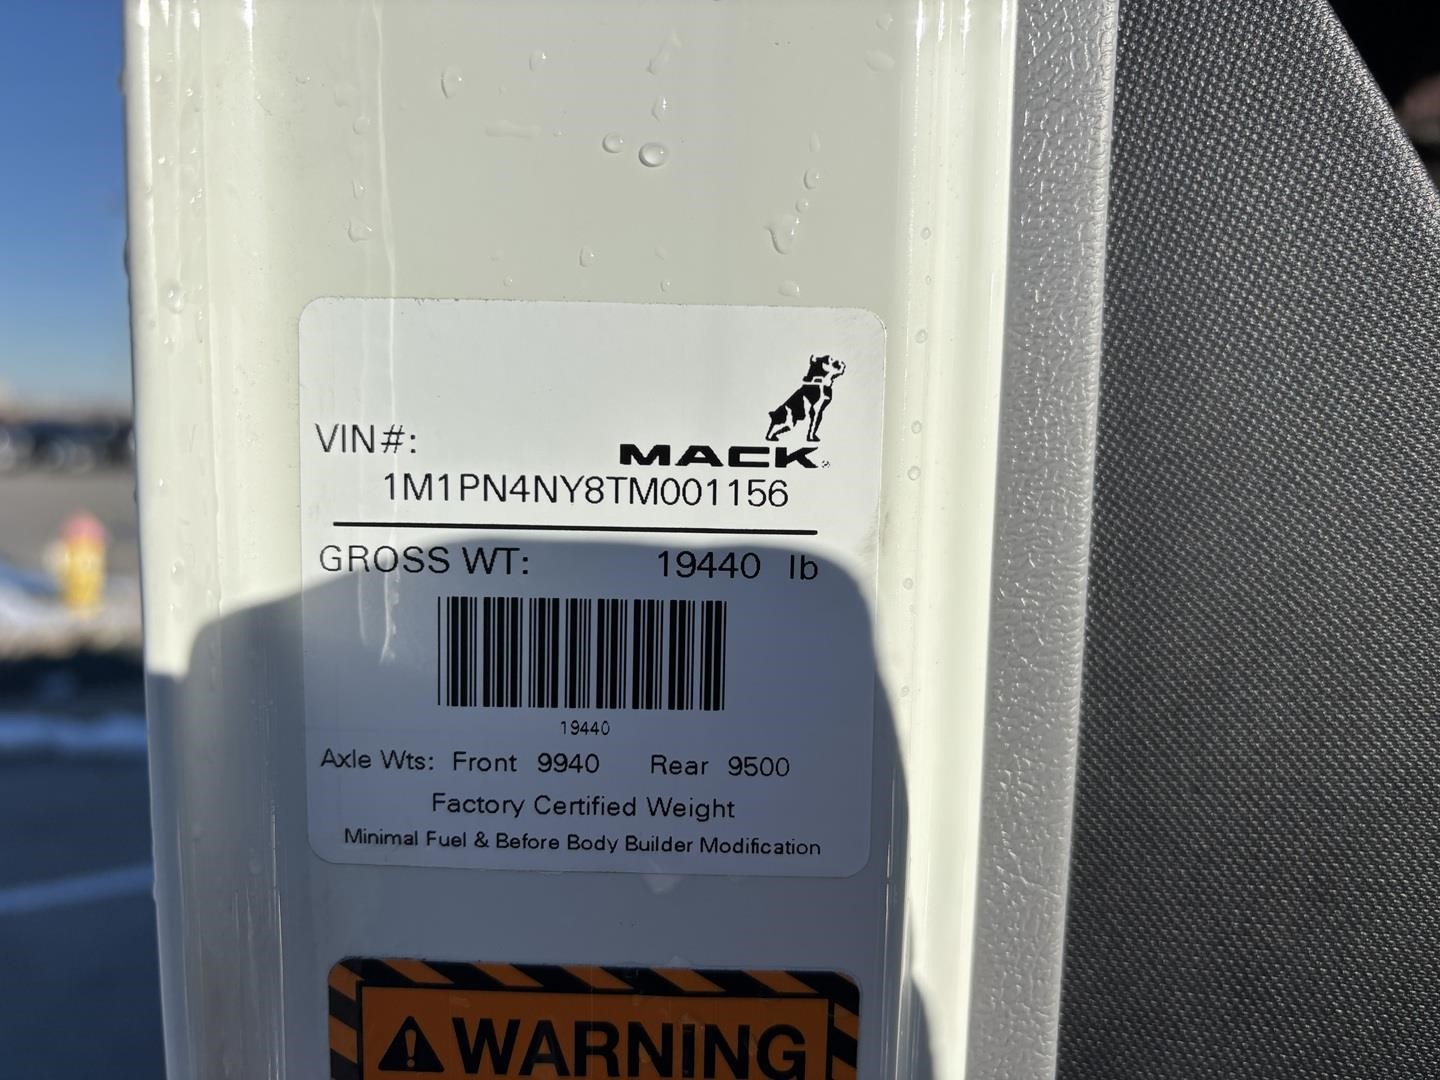 VIN#:
MACK®
1M1PN4NY8TM001156
GROSS WT: 19440 lb
19440
Axle Wts: Front 9940 Rear 9500
Factory Certified Weight
Minimal Fuel & Before Body Builder Modification
WARNING